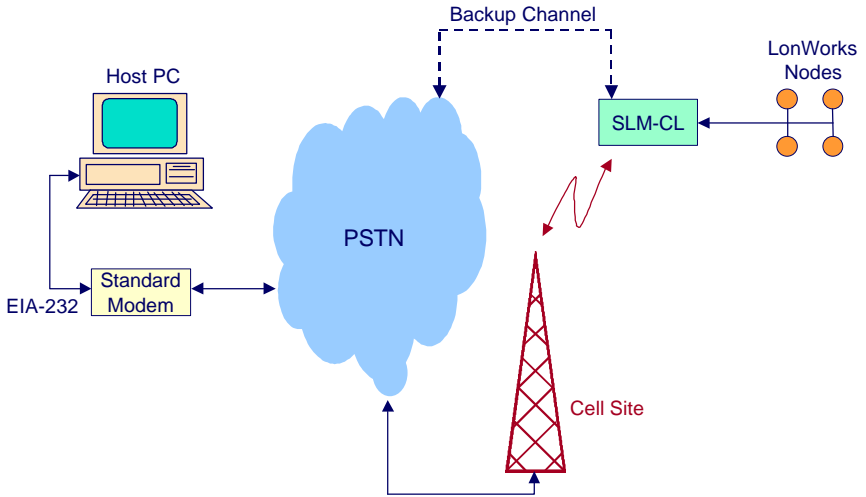 Backup Channel
LonWorks
Nodes
Host PC
SLM-CL
PSTN
Standard
Modem
EIA-232
Cell Site